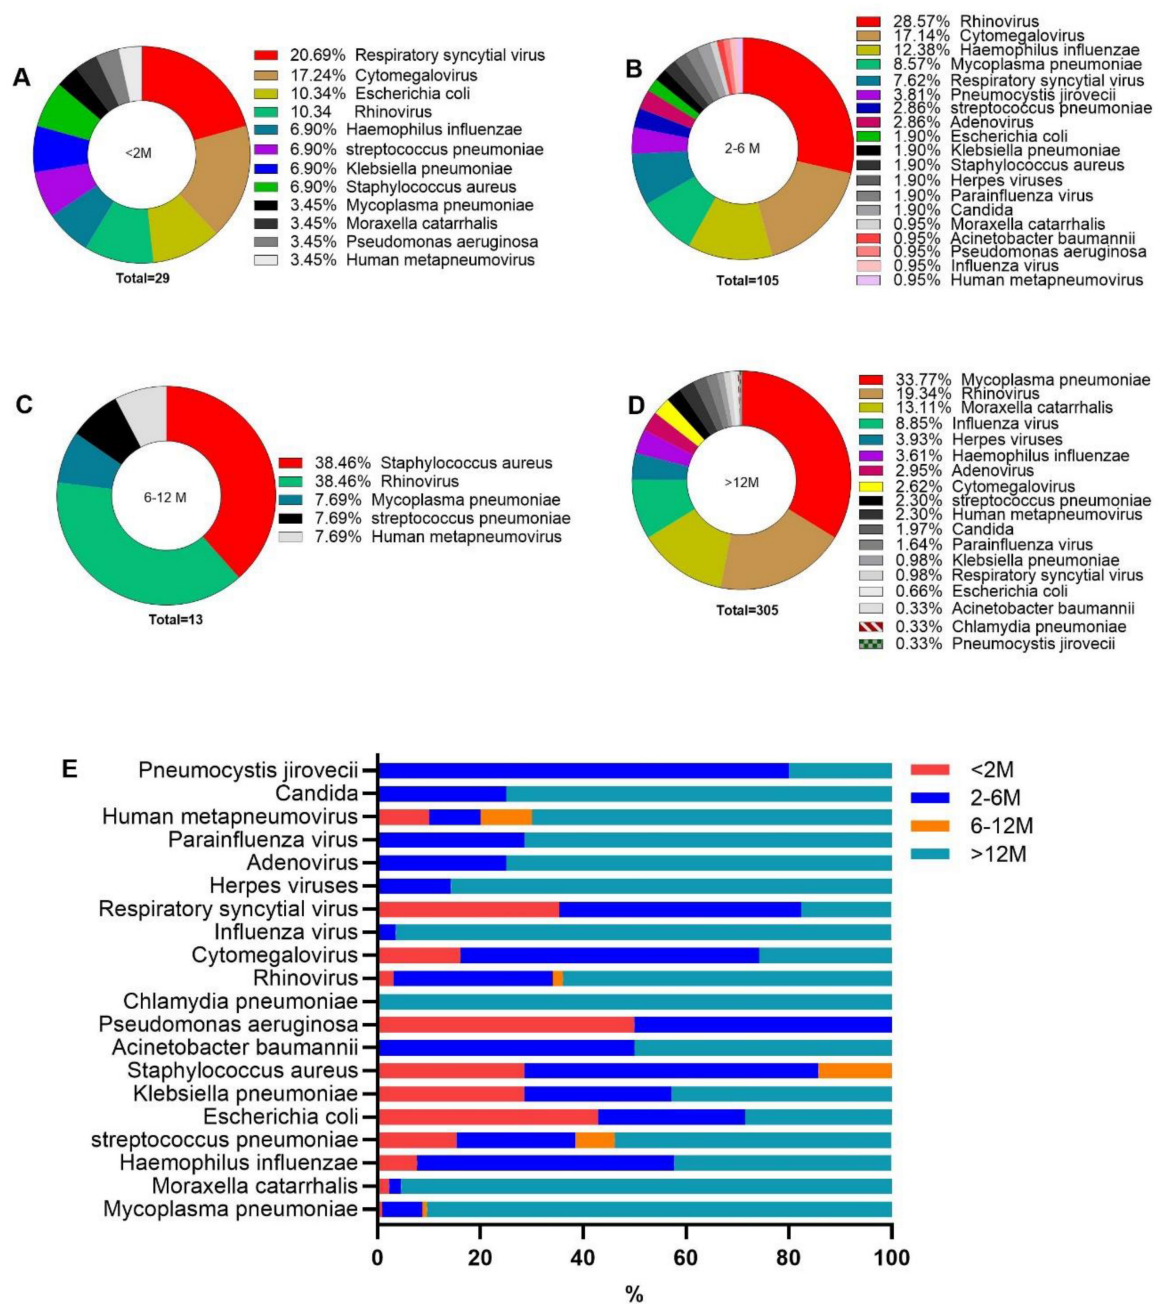 A
<2M
Total=29
20.69% Respiratory syncytial virus
17.24% Cytomegalovirus
10.34% Escherichia coli
10.34 Rhinovirus
6.90% Haemophilus influenzae
6.90% streptococcus pneumoniae
6.90% Klebsiella pneumoniae
6.90% Staphylococcus aureus
3.45% Mycoplasma pneumoniae
3.45% Moraxella catarrhalis
3.45% Pseudomonas aeruginosa
3.45% Human metapneumovirus
B
2-6 M
Total=105
28.57% Rhinovirus
17.14% Cytomegalovirus
12.38% Haemophilus influenzae
8.57% Mycoplasma pneumoniae
7.62% Respiratory syncytial virus
3.81% Pneumocystis jirovecii
2.86% streptococcus pneumoniae
2.86% Adenovirus
1.90% Escherichia coli
1.90% Klebsiella pneumoniae
1.90% Staphylococcus aureus
1.90% Herpes viruses
1.90% Parainfluenza virus
1.90% Candida
0.95% Moraxella catarrhalis
0.95% Acinetobacter baumannii
0.95% Pseudomonas aeruginosa
0.95% Influenza virus
0.95% Human metapneumovirus
C
6-12 M
Total=13
38.46% Staphylococcus aureus
38.46% Rhinovirus
7.69% Mycoplasma pneumoniae
7.69% streptococcus pneumoniae
7.69% Human metapneumovirus
D
>12M
Total=305
33.77% Mycoplasma pneumoniae
19.34% Rhinovirus
13.11% Moraxella catarrhalis
8.85% Influenza virus
3.93% Herpes viruses
3.61% Haemophilus influenzae
2.95% Adenovirus
2.62% Cytomegalovirus
2.30% streptococcus pneumoniae
2.30% Human metapneumovirus
1.97% Candida
1.64% Parainfluenza virus
0.98% Klebsiella pneumoniae
0.98% Respiratory syncytial virus
0.66% Escherichia coli
0.33% Acinetobacter baumannii
0.33% Chlamydia pneumoniae
0.33% Pneumocystis jirovecii
E
Pneumocystis jirovecii
Candida
Human metapneumovirus
Parainfluenza virus
Adenovirus
Herpes viruses
Respiratory syncytial virus
Influenza virus
Cytomegalovirus
Rhinovirus
Chlamydia pneumoniae
Pseudomonas aeruginosa
Acinetobacter baumannii
Staphylococcus aureus
Klebsiella pneumoniae
Escherichia coli
streptococcus pneumoniae
Haemophilus influenzae
Moraxella catarrhalis
Mycoplasma pneumoniae
0 20 40 60 80 100
%
<2M
2-6M
6-12M
>12M